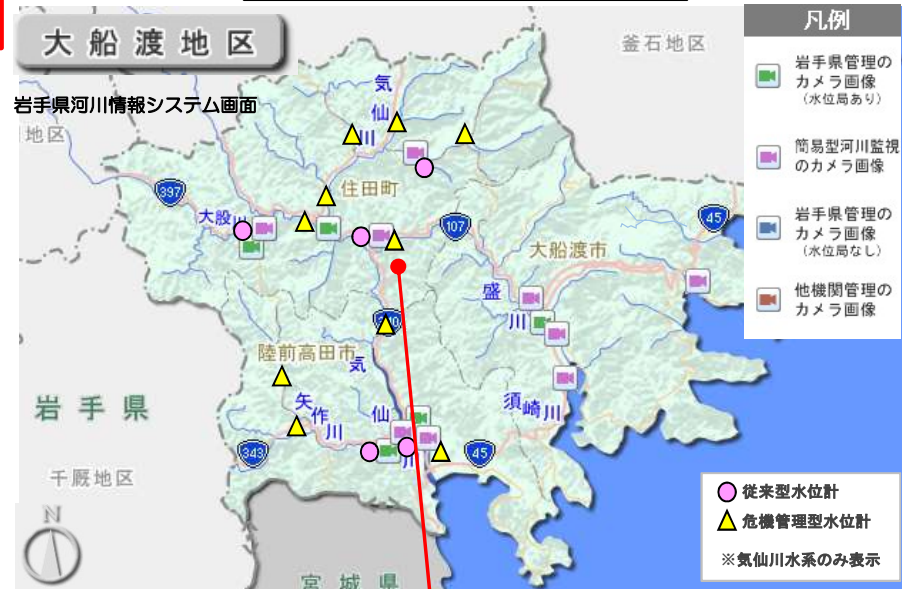 大船渡地区
岩手県河川情報システム画面
地区
釜石地区
凡例
岩手県管理の
カメラ画像
(水位局あり)
簡易型河川監視
のカメラ画像
岩手県管理の
カメラ画像
(水位局なし)
他機関管理の
カメラ画像
気仙川
住田町
397
大股
107
45
大船渡市
盛川
陸前高田市
気仙川
矢作川
須崎川
岩手県
343
45
千厩地区
N
宮城県
従来型水位計
危機管理型水位計
※気仙川水系のみ表示